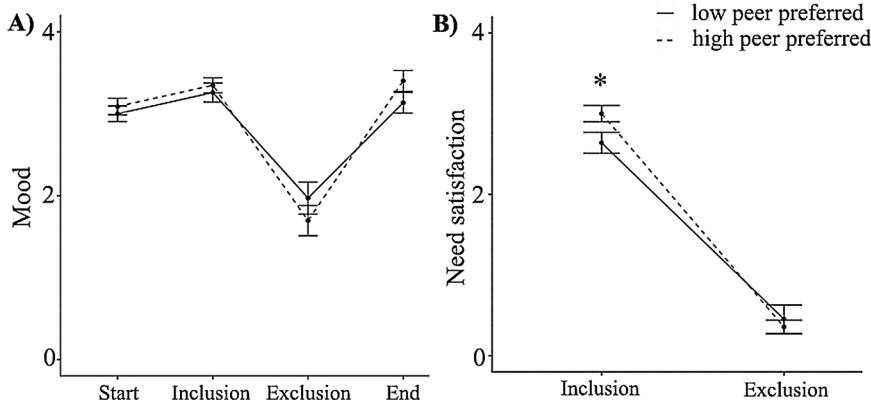 A)
4
2
0
Mood
Start Inclusion Exclusion End
B)
low peer preferred
high peer preferred
4
2
0
Need satisfaction
*
Inclusion Exclusion